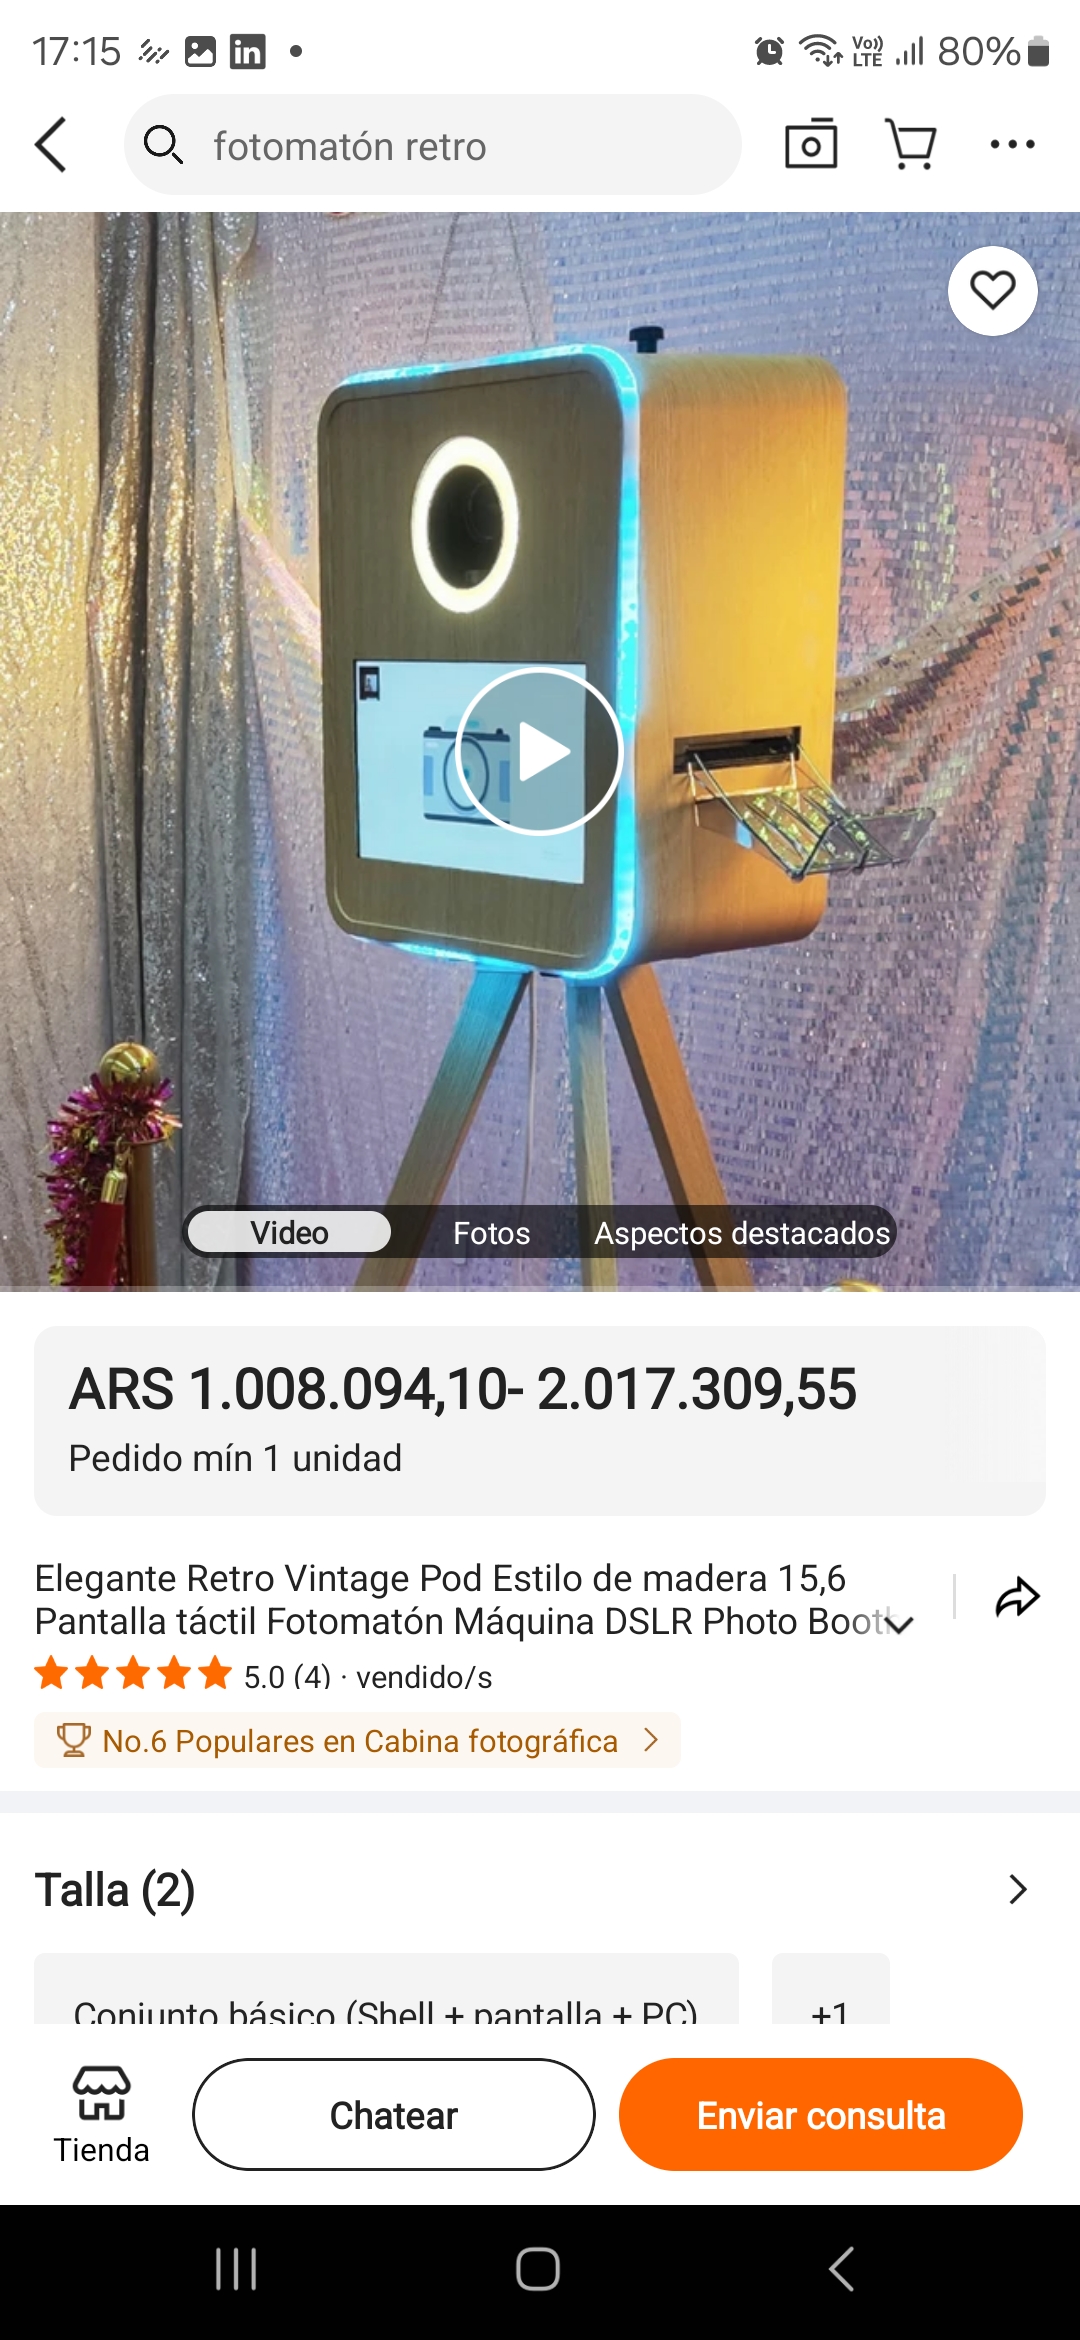 17:15
in
Vo))
LTE
80%
fotomatón retro
Video
Fotos
Aspectos destacados
ARS 1.008.094,10- 2.017.309,55
Pedido mín 1 unidad
Elegante Retro Vintage Pod Estilo de madera 15,6
Pantalla táctil Fotomatón Máquina DSLR Photo Booth
5.0 (4) · vendido/s
No.6 Populares en Cabina fotográfica
Talla (2)
Conjunto básico (Shell + pantalla + PC)
+1
Tienda
Chatear
Enviar consulta